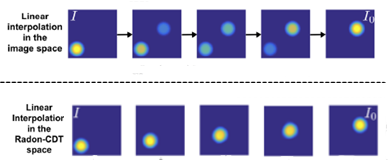 Linear
interpolation
in the
image space
I
I₀
Linear
Interpolation
in the
Radon-CDT
space
I
I₀